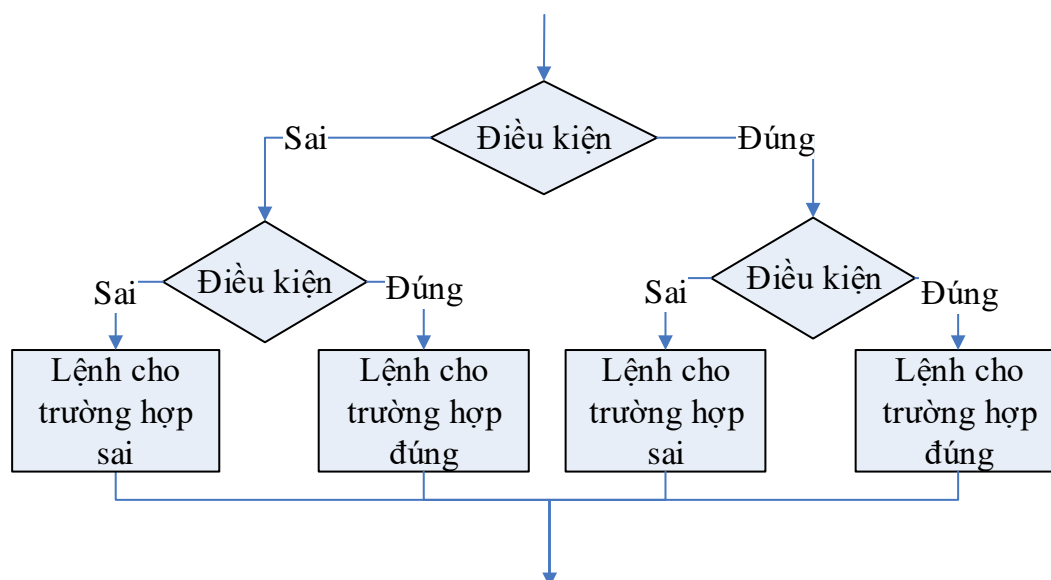 Điều kiện
Sai
Đúng
Điều kiện
Điều kiện
Sai
Đúng
Sai
Đúng
Lệnh cho
trường hợp
sai
Lệnh cho
trường hợp
đúng
Lệnh cho
trường hợp
sai
Lệnh cho
trường hợp
đúng